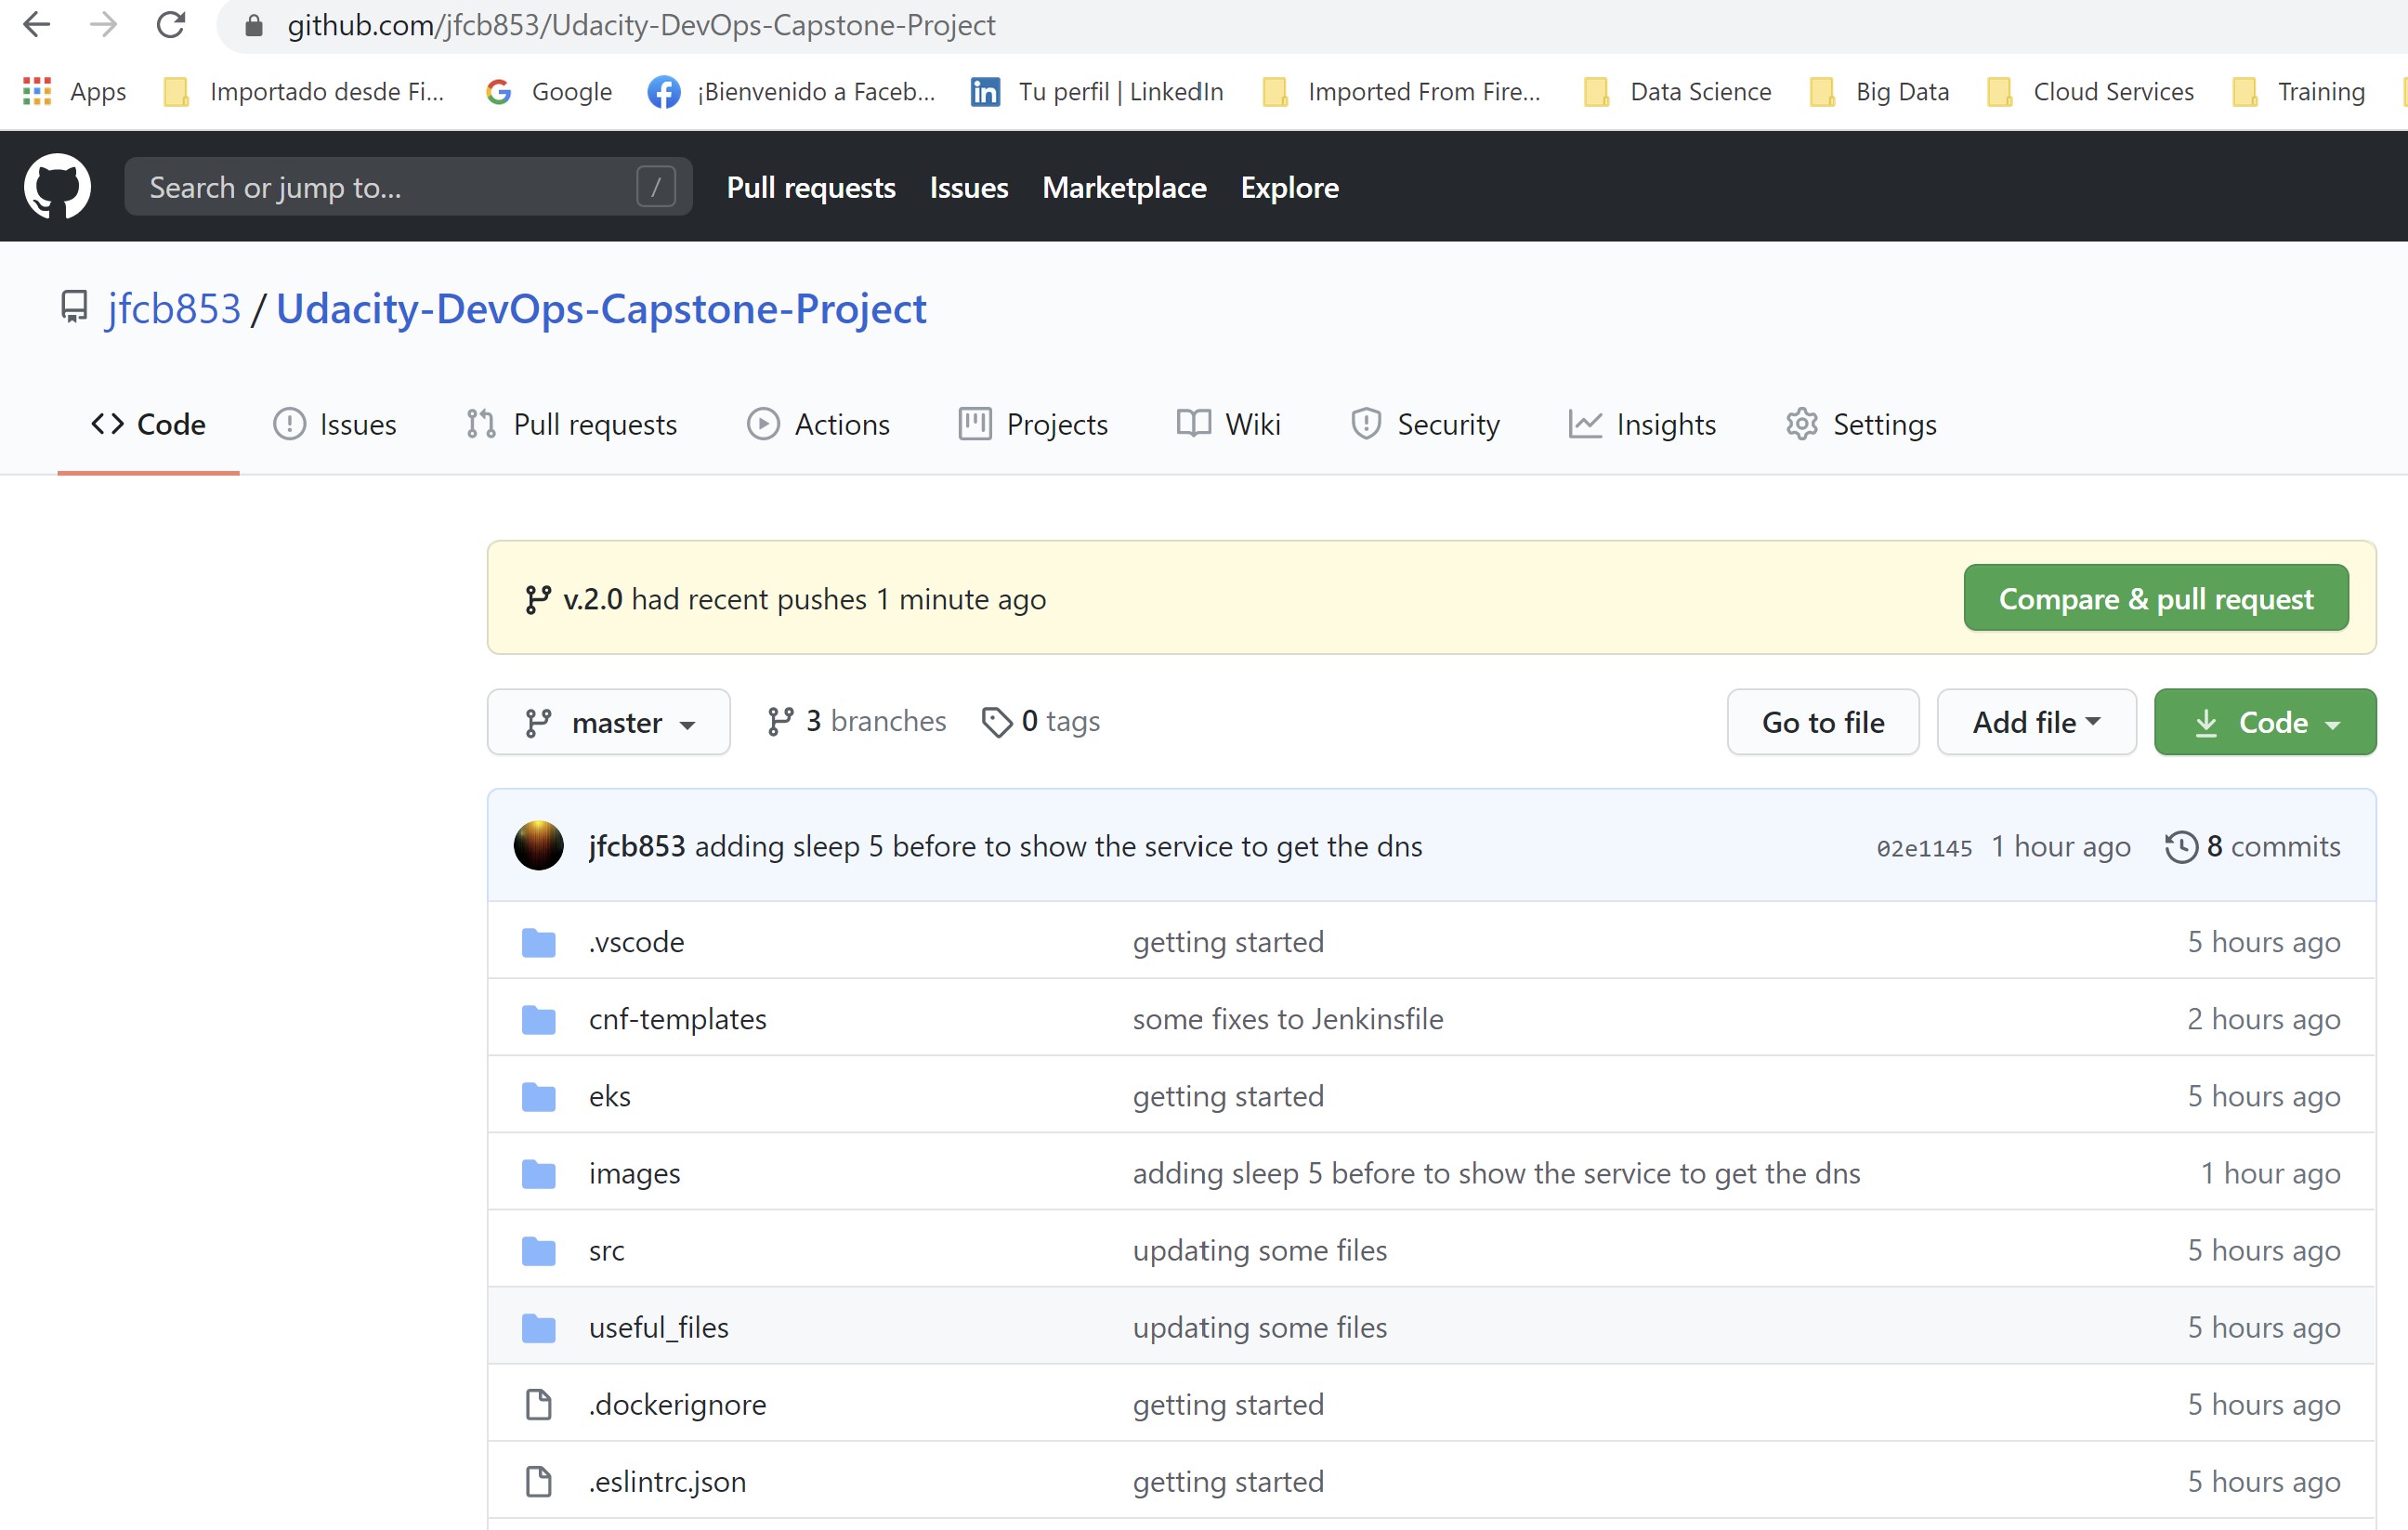 github.com/jfcb853/Udacity-DevOps-Capstone-Project
Apps Importado desde Fi... Google ¡Bienvenido a Faceb... Tu perfil | LinkedIn Imported From Fire... Data Science Big Data Cloud Services Training
Search or jump to... / Pull requests Issues Marketplace Explore
jfcb853 / Udacity-DevOps-Capstone-Project
Code Issues Pull requests Actions Projects Wiki Security Insights Settings
v.2.0 had recent pushes 1 minute ago Compare & pull request
master 3 branches 0 tags Go to file Add file Code
jfcb853 adding sleep 5 before to show the service to get the dns 02e1145 1 hour ago 8 commits
.vscode getting started 5 hours ago
cnf-templates some fixes to Jenkinsfile 2 hours ago
eks getting started 5 hours ago
images adding sleep 5 before to show the service to get the dns 1 hour ago
src updating some files 5 hours ago
useful_files updating some files 5 hours ago
.dockerignore getting started 5 hours ago
.eslintrc.json getting started 5 hours ago